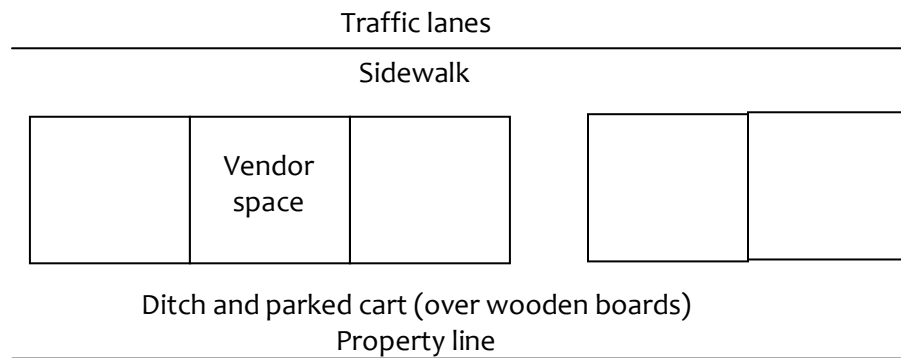 Traffic lanes
Sidewalk
Vendor
space
Ditch and parked cart (over wooden boards)
Property line